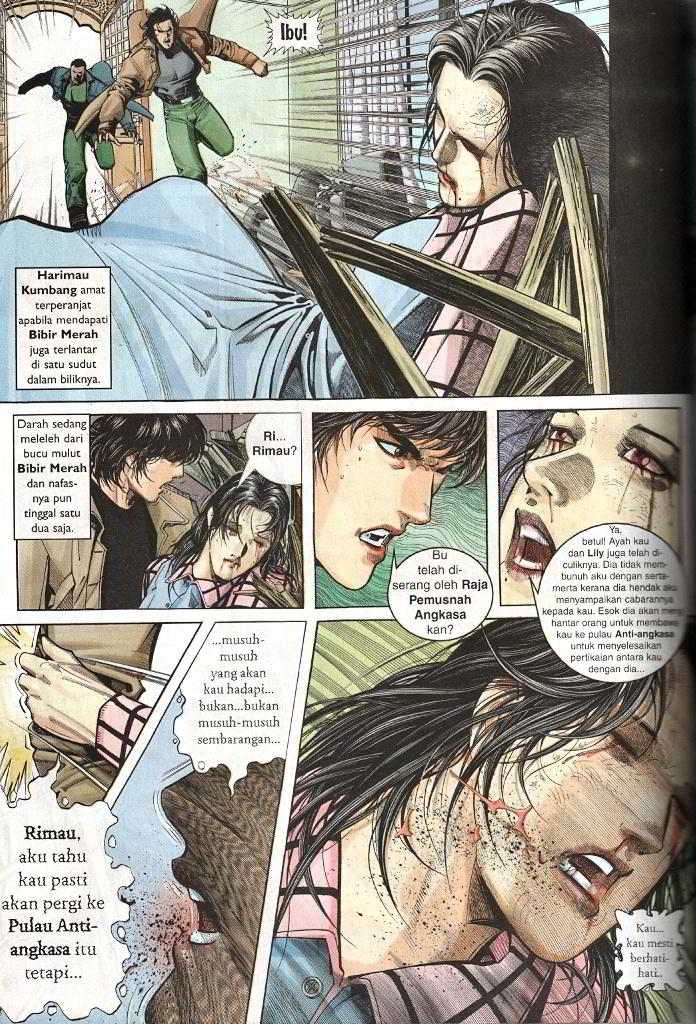 Ibu!
Harimau
Kumbang amat
terperanjat
apabila mendapati
Bibir Merah
juga terlantar
di satu sudut
dalam biliknya.
Darah sedang
meleleh dari
bucu mulut
Bibir Merah
dan nafas-
nya pun
tinggal satu
dua saja.
Ri...
Rimau?
Bu
telah di-
serang oleh Raja
Pemusnah
Angkasa
kan?
Ya,
betul! Ayah kau
dan Lily juga telah di-
culiknya. Dia tidak mem-
bunuh aku dengan serta-
merta kerana dia hendak aku
menyampaikan cabarannya
kepada kau. Esok dia akan
hantar orang untuk
kau ke pulau Anti-angkasa
untuk menyelesaikan
pertikaian antara kau
dengan dia...
Rimau,
aku tahu
kau pasti
akan pergi ke
Pulau Anti-
angkasa itu
tetapi...
...musuh-
musuh
yang akan
kau hadapi...
bukan...bukan
musuh-musuh
sembarangan...
Kau...
kau mesti
berhati-
hati..